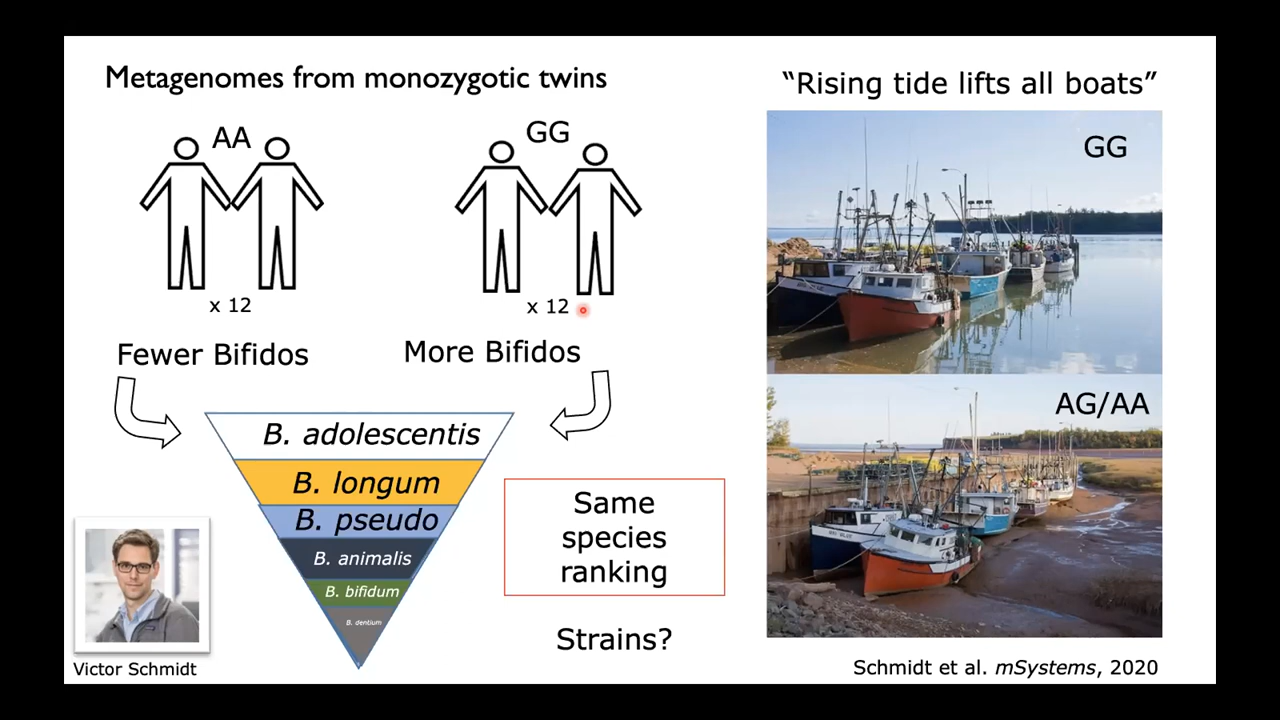 Metagenomes from monozygotic twins
AA
GG
x 12
x 12
Fewer Bifidos
More Bifidos
B. adolescentis
B. longum
B. pseudo
B. animalis
B. bifidum
B. dentium
Same
species
ranking
Strains?
Victor Schmidt
“Rising tide lifts all boats”
GG
AG/AA
Schmidt et al. mSystems, 2020